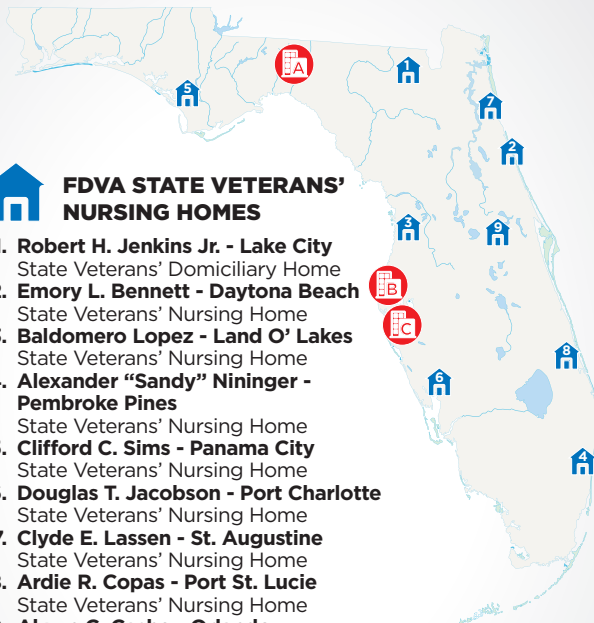 A
1
5
7
2
FDVA STATE VETERANS’
NURSING HOMES
3
9
Robert H. Jenkins Jr. - Lake City
State Veterans’ Domiciliary Home
B
Emory L. Bennett - Daytona Beach
State Veterans’ Nursing Home
C
Baldomero Lopez - Land O’ Lakes
State Veterans’ Nursing Home
8
Alexander “Sandy” Nininger -
6
Pembroke Pines
State Veterans’ Nursing Home
Clifford C. Sims - Panama City
4
State Veterans’ Nursing Home
Douglas T. Jacobson - Port Charlotte
State Veterans’ Nursing Home
7. Clyde E. Lassen - St. Augustine
State Veterans’ Nursing Home
Ardie R. Copas - Port St. Lucie
State Veterans’ Nursing Home